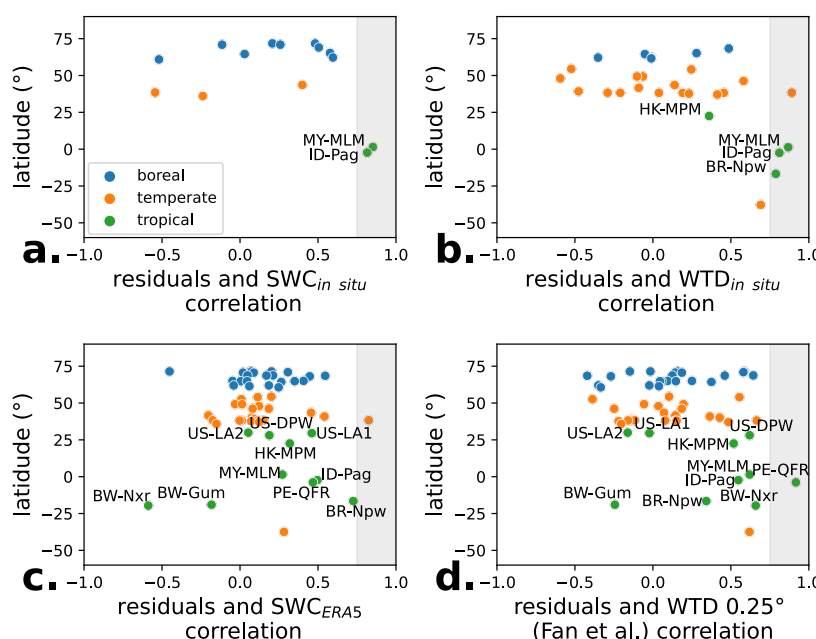 75
50
25
0
−25
−50
latidude (°)
MY-MLM
ID-Pag
boreal
temperate
tropical
a.
−1.0 −0.5 0.0 0.5 1.0
residuals and SWC in situ
correlation
75
50
25
0
−25
−50
latidude (°)
HK-MPM
MY-MLM
ID-Pag
BR-Npw
b.
−1.0 −0.5 0.0 0.5 1.0
residuals and WTD in situ
correlation
75
50
25
0
−25
−50
latidude (°)
US-DPW
US-LA2 US-LA1
HK-MPM
MY-MLM ID-Pag
BW-Nxr BW-Gum PE-QFR
BR-Npw
c.
−1.0 −0.5 0.0 0.5 1.0
residuals and SWC ERA5
correlation
75
50
25
0
−25
−50
latidude (°)
US-LA2 US-LA1 US-DPW
HK-MPM
MY-MLM PE-QFR
ID-Pag
BW-Gum BR-Npw BW-Nxr
d.
−1.0 −0.5 0.0 0.5 1.0
residuals and WTD 0.25°
(Fan et al.) correlation